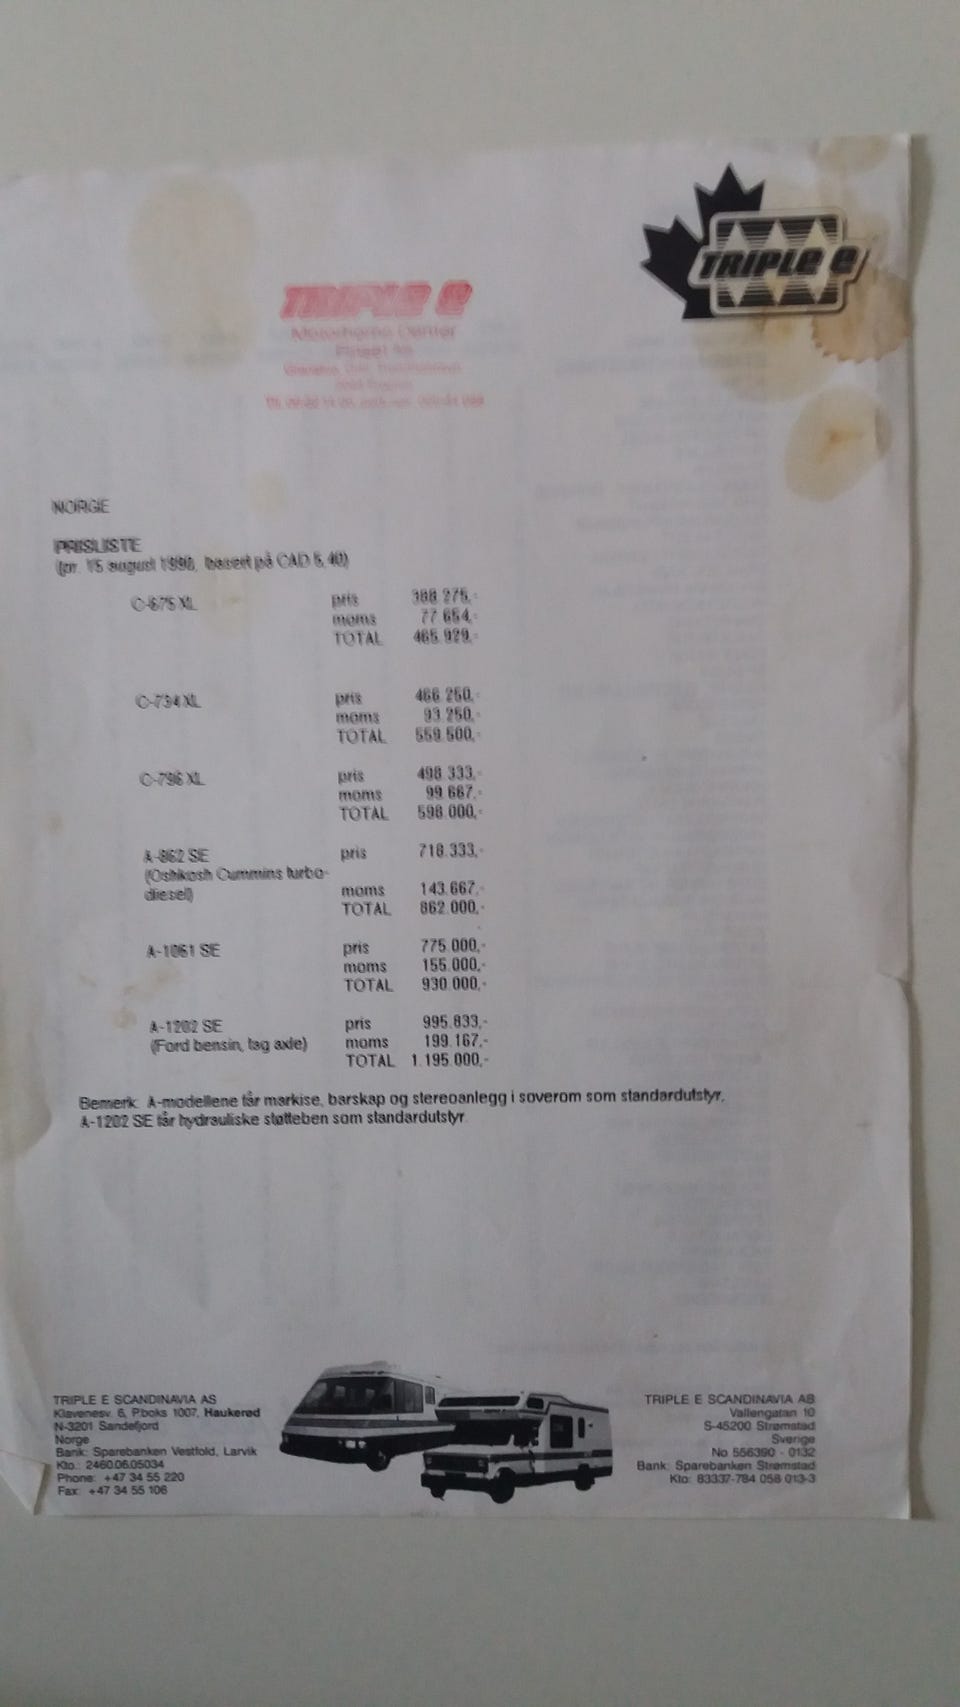 TRIPLE e
TRIPLE e
Motorhome Center
NORGE
PRISLISTE
(pr. 15 august 1990, basert på CAD 5,40)
C-675 XL pris 388.275,-
moms 77.654,-
TOTAL 465.929,-
C-734 XL pris 466.250,-
moms 93.250,-
TOTAL 559.500,-
C-796 XL pris 498.333,-
moms 99.667,-
TOTAL 598.000,-
A-862 SE pris 718.333,-
(Oshkosh Cummins turbo-
diesel) moms 143.667,-
TOTAL 862.000,-
A-1061 SE pris 775.000,-
moms 155.000,-
TOTAL 930.000,-
A-1202 SE pris 995.833,-
(Ford bensin, tag axle) moms 199.167,-
TOTAL 1.195.000,-
Bemerk: A-modellene får markise, barskap og stereoanlegg i soverom som standardutstyr,
A-1202 SE får hydrauliske støtteben som standardutstyr.
TRIPLE E SCANDINAVIA AS
Klavenesv. 6, P.boks 1007, Haukerød
N-3201 Sandefjord
Norge
Bank: Sparebanken Vestfold, Larvik
Kto.: 2460.06.05034
Phone: +47 34 55 220
Fax: +47 34 55 106
TRIPLE E SCANDINAVIA AB
Vallengatan 10
S-45200 Strømstad
Sverige
No 556390 - 0132
Bank: Sparebanken Strømstad
Kto: 83337-784 058 013-3